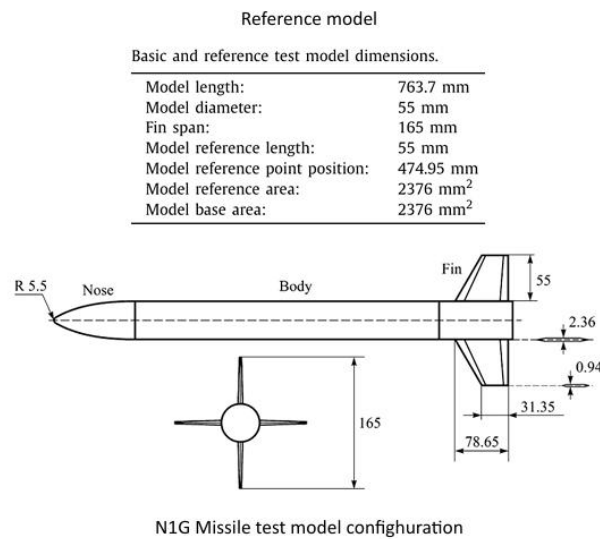 Reference model
Basic and reference test model dimensions.
Model length: 763.7 mm
Model diameter: 55 mm
Fin span: 165 mm
Model reference length: 55 mm
Model reference point position: 474.95 mm
Model reference area: 2376 mm²
Model base area: 2376 mm²
R 5.5
Nose
Body
Fin
55
2.36
0.94
31.35
78.65
165
N1G Missile test model confighuration